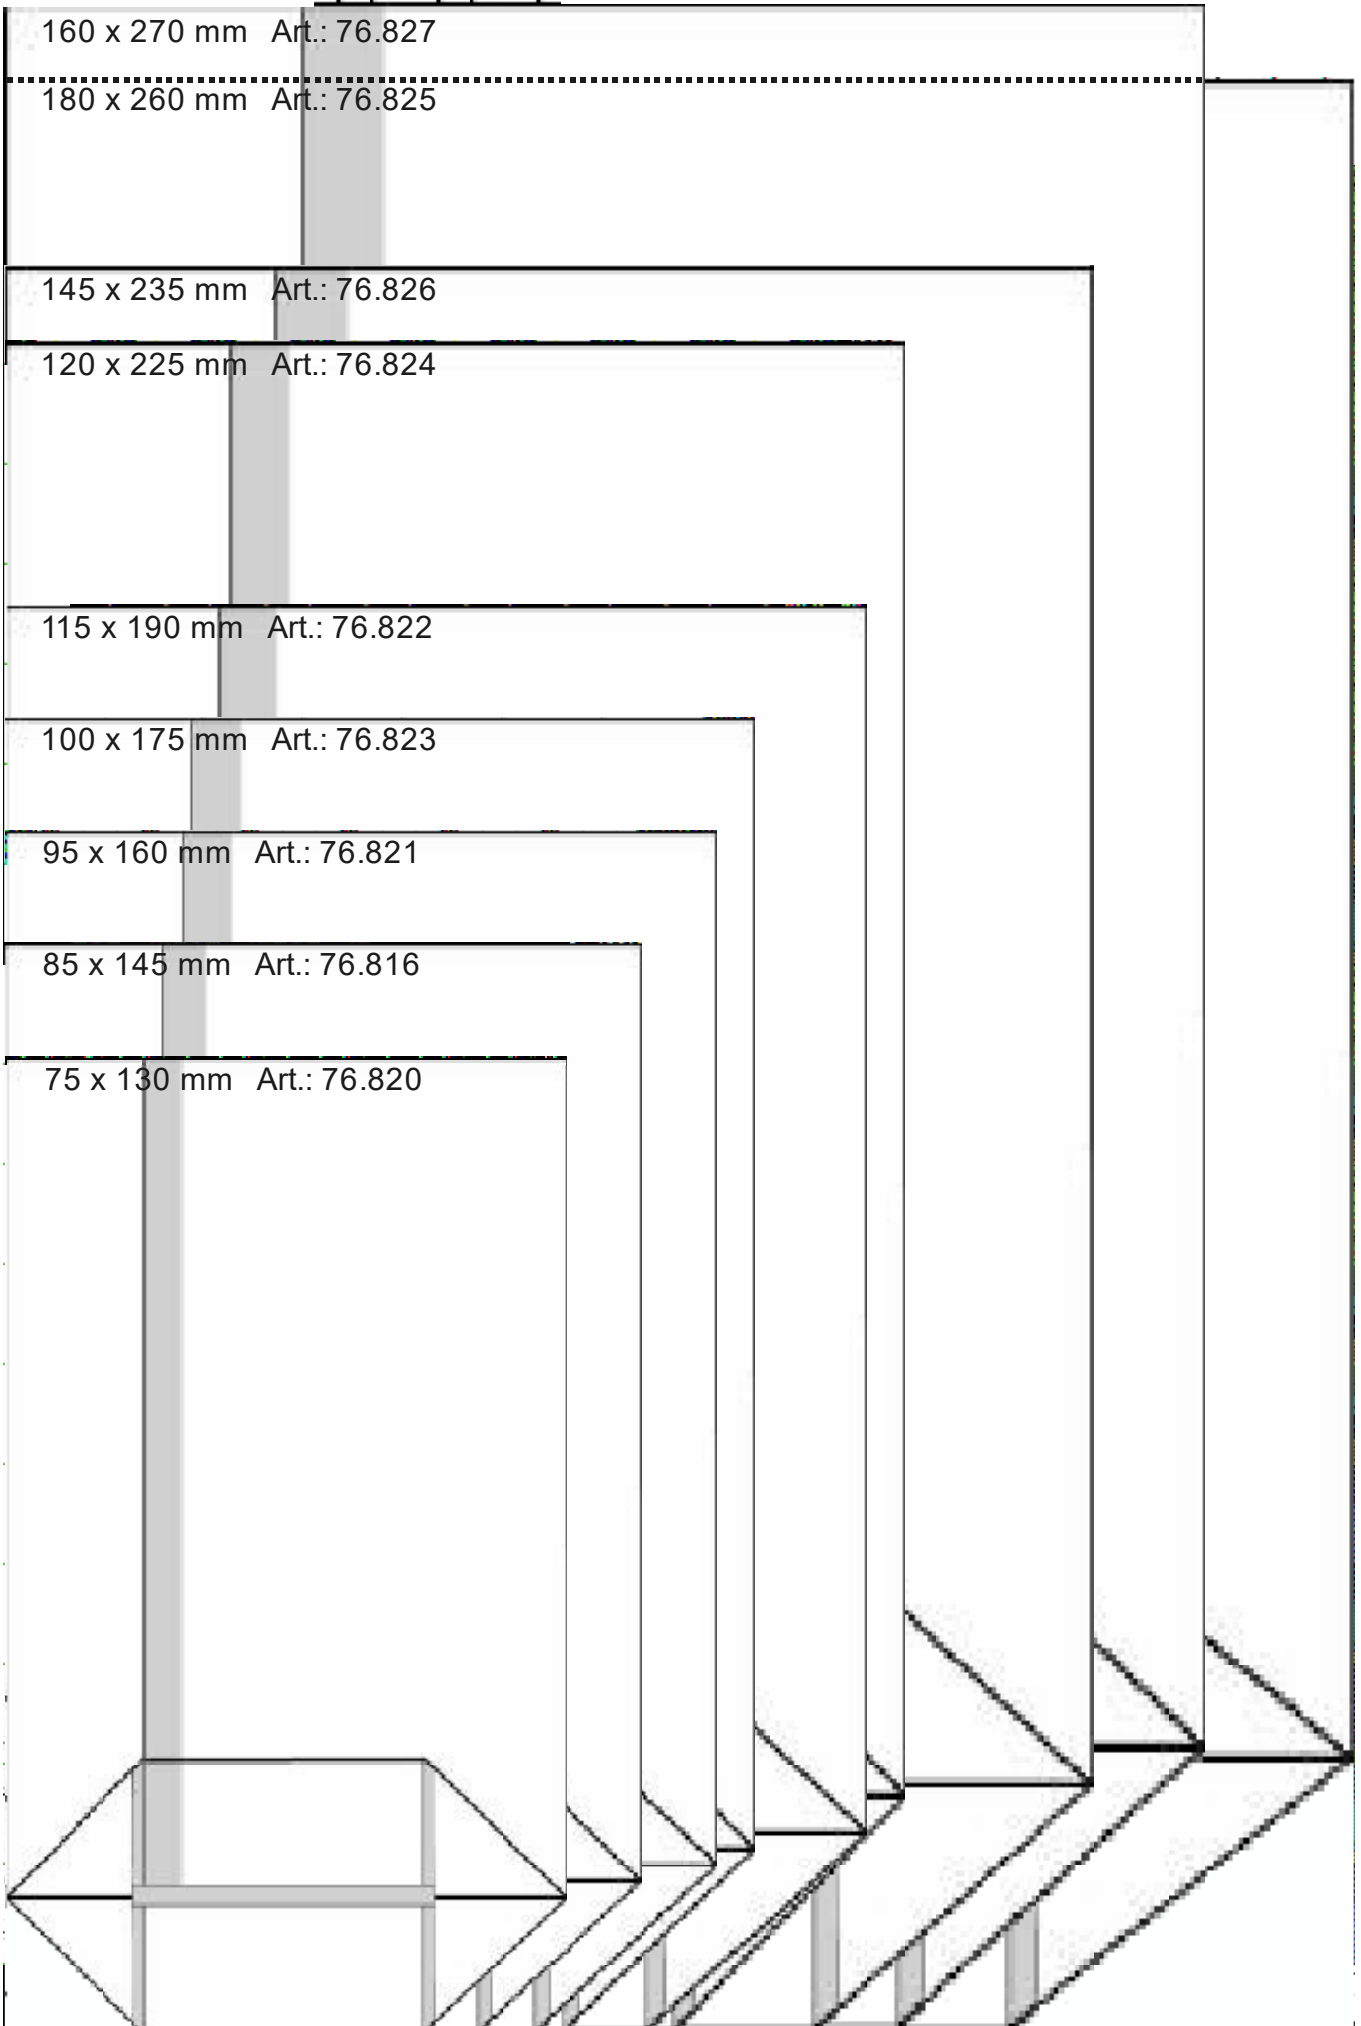 160 x 270 mm Art.: 76.827
180 x 260 mm Art.: 76.825
145 x 235 mm Art.: 76.826
120 x 225 mm Art.: 76.824
115 x 190 mm Art.: 76.822
100 x 175 mm Art.: 76.823
95 x 160 mm Art.: 76.821
85 x 145 mm Art.: 76.816
75 x 130 mm Art.: 76.820